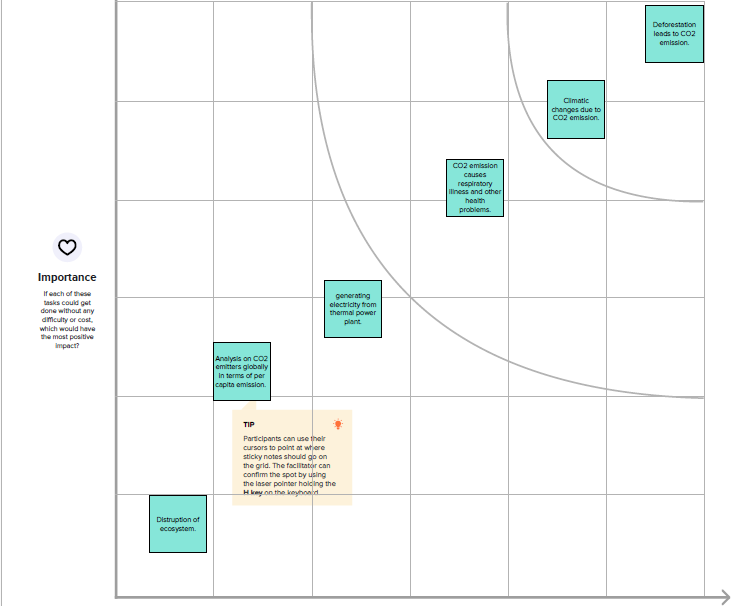 Deforestation
leads to CO2
emission.
Climatic
changes due to
CO2 emission.
CO2 emission
causes
respiratory
illness and other
health
problems.
Importance
If each of these
tasks could get
done without any
difficulty or cost,
which would have
the most positive
impact?
generating
electricity from
thermal power
plant.
Analysis on CO2
emitters globally
in terms of per
capita emission.
TIP
Participants can use their
cursors to point at where
sticky notes should go on
the grid. The facilitator can
confirm the spot by using
the laser pointer holding the
H key on the keyboard.
Distruption of
ecosystem.